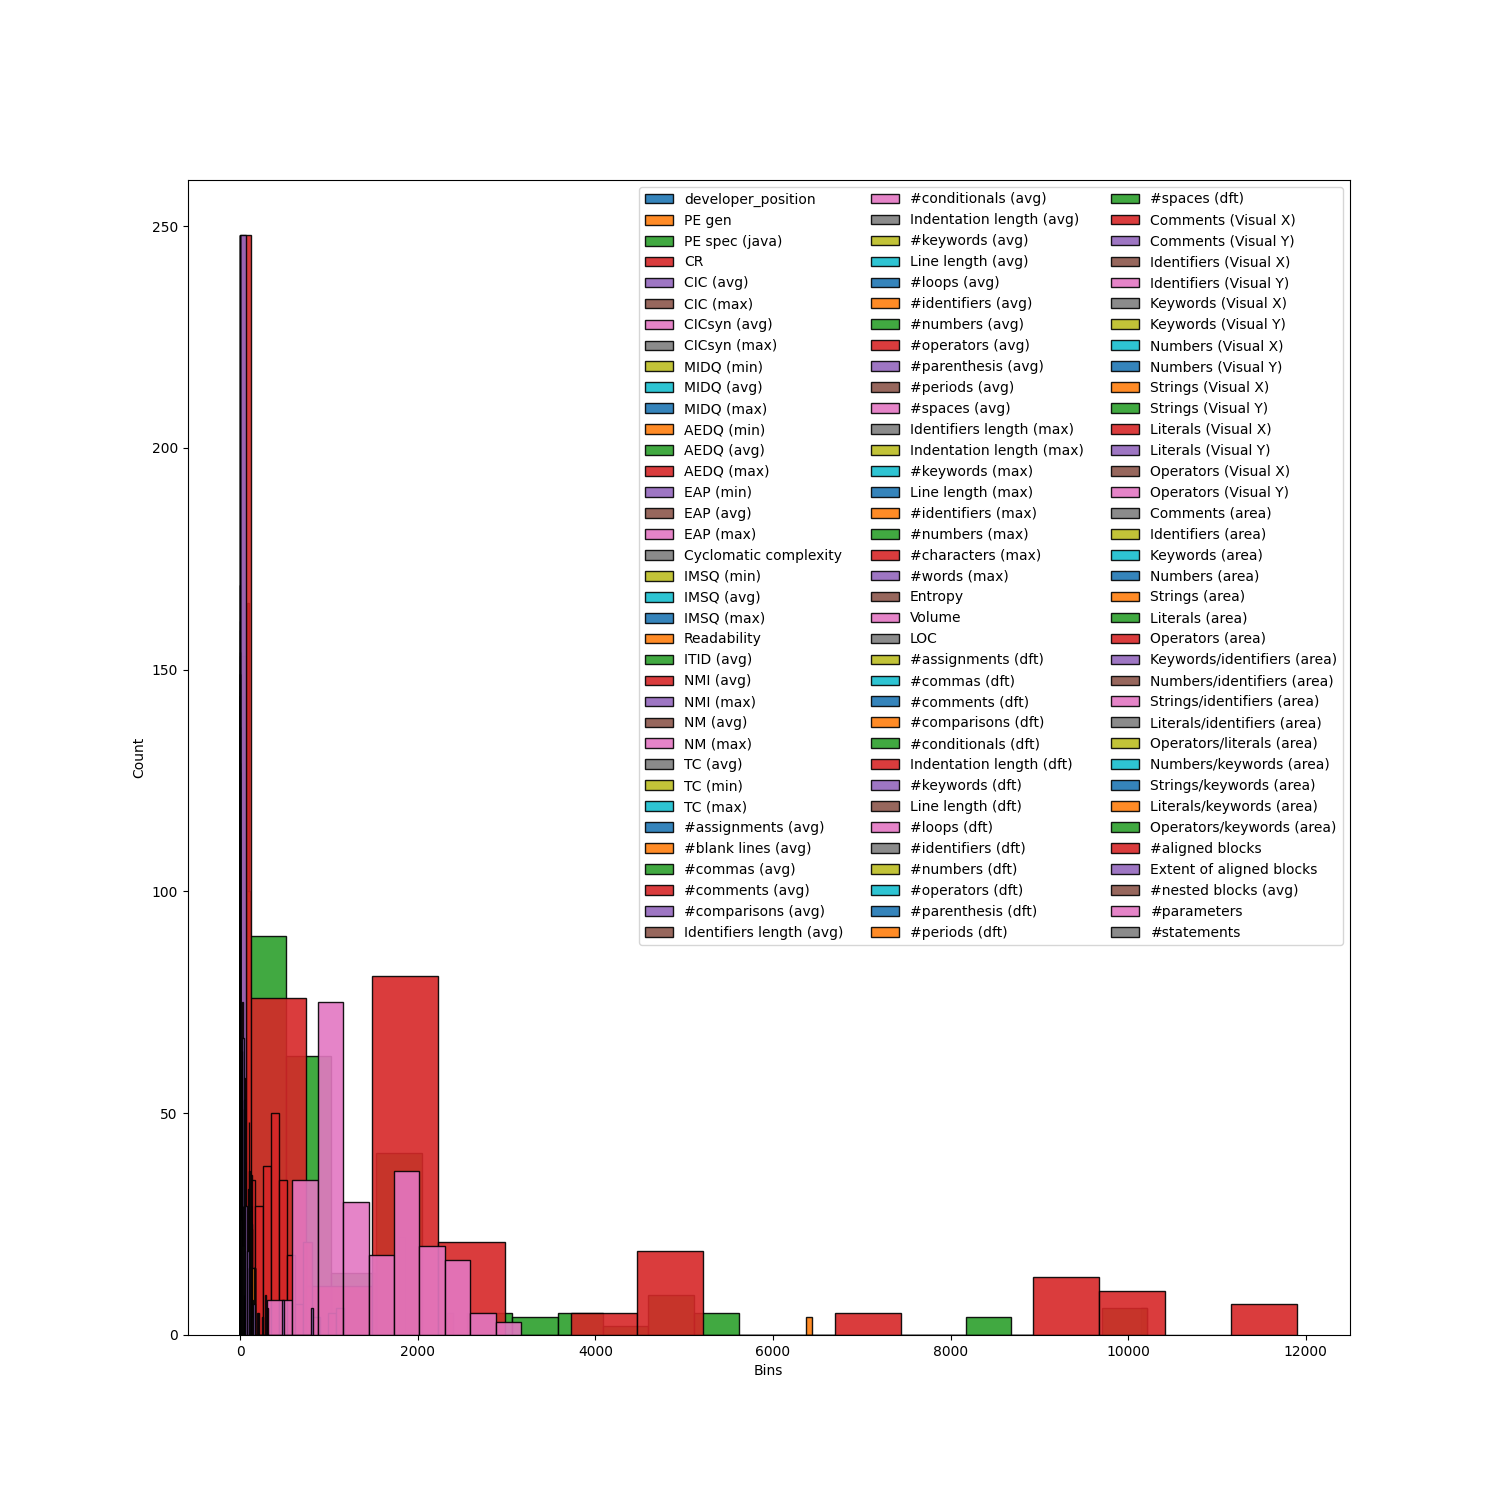 250
200
150
100
50
0
Count
0
2000
4000
6000
8000
10000
12000
Bins
developer_position
PE gen
PE spec (java)
CR
CIC (avg)
CIC (max)
CICsyn (avg)
CICsyn (max)
MIDQ (min)
MIDQ (avg)
MIDQ (max)
AEDQ (min)
AEDQ (avg)
AEDQ (max)
EAP (min)
EAP (avg)
EAP (max)
Cyclomatic complexity
IMSQ (min)
IMSQ (avg)
IMSQ (max)
Readability
ITID (avg)
NMI (avg)
NMI (max)
NM (avg)
NM (max)
TC (avg)
TC (min)
TC (max)
#assignments (avg)
#blank lines (avg)
#commas (avg)
#comments (avg)
#comparisons (avg)
Identifiers length (avg)
#conditionals (avg)
Indentation length (avg)
#keywords (avg)
Line length (avg)
#loops (avg)
#identifiers (avg)
#numbers (avg)
#operators (avg)
#parenthesis (avg)
#periods (avg)
#spaces (avg)
Identifiers length (max)
Indentation length (max)
#keywords (max)
Line length (max)
#identifiers (max)
#numbers (max)
#characters (max)
#words (max)
Entropy
Volume
LOC
#assignments (dft)
#commas (dft)
#comments (dft)
#comparisons (dft)
#conditionals (dft)
Indentation length (dft)
#keywords (dft)
Line length (dft)
#loops (dft)
#identifiers (dft)
#numbers (dft)
#operators (dft)
#parenthesis (dft)
#periods (dft)
#spaces (dft)
Comments (Visual X)
Comments (Visual Y)
Identifiers (Visual X)
Identifiers (Visual Y)
Keywords (Visual X)
Keywords (Visual Y)
Numbers (Visual X)
Numbers (Visual Y)
Strings (Visual X)
Strings (Visual Y)
Literals (Visual X)
Literals (Visual Y)
Operators (Visual X)
Operators (Visual Y)
Comments (area)
Identifiers (area)
Keywords (area)
Numbers (area)
Strings (area)
Literals (area)
Operators (area)
Keywords/identifiers (area)
Numbers/identifiers (area)
Strings/identifiers (area)
Literals/identifiers (area)
Operators/literals (area)
Numbers/keywords (area)
Strings/keywords (area)
Literals/keywords (area)
Operators/keywords (area)
#aligned blocks
Extent of aligned blocks
#nested blocks (avg)
#parameters
#statements